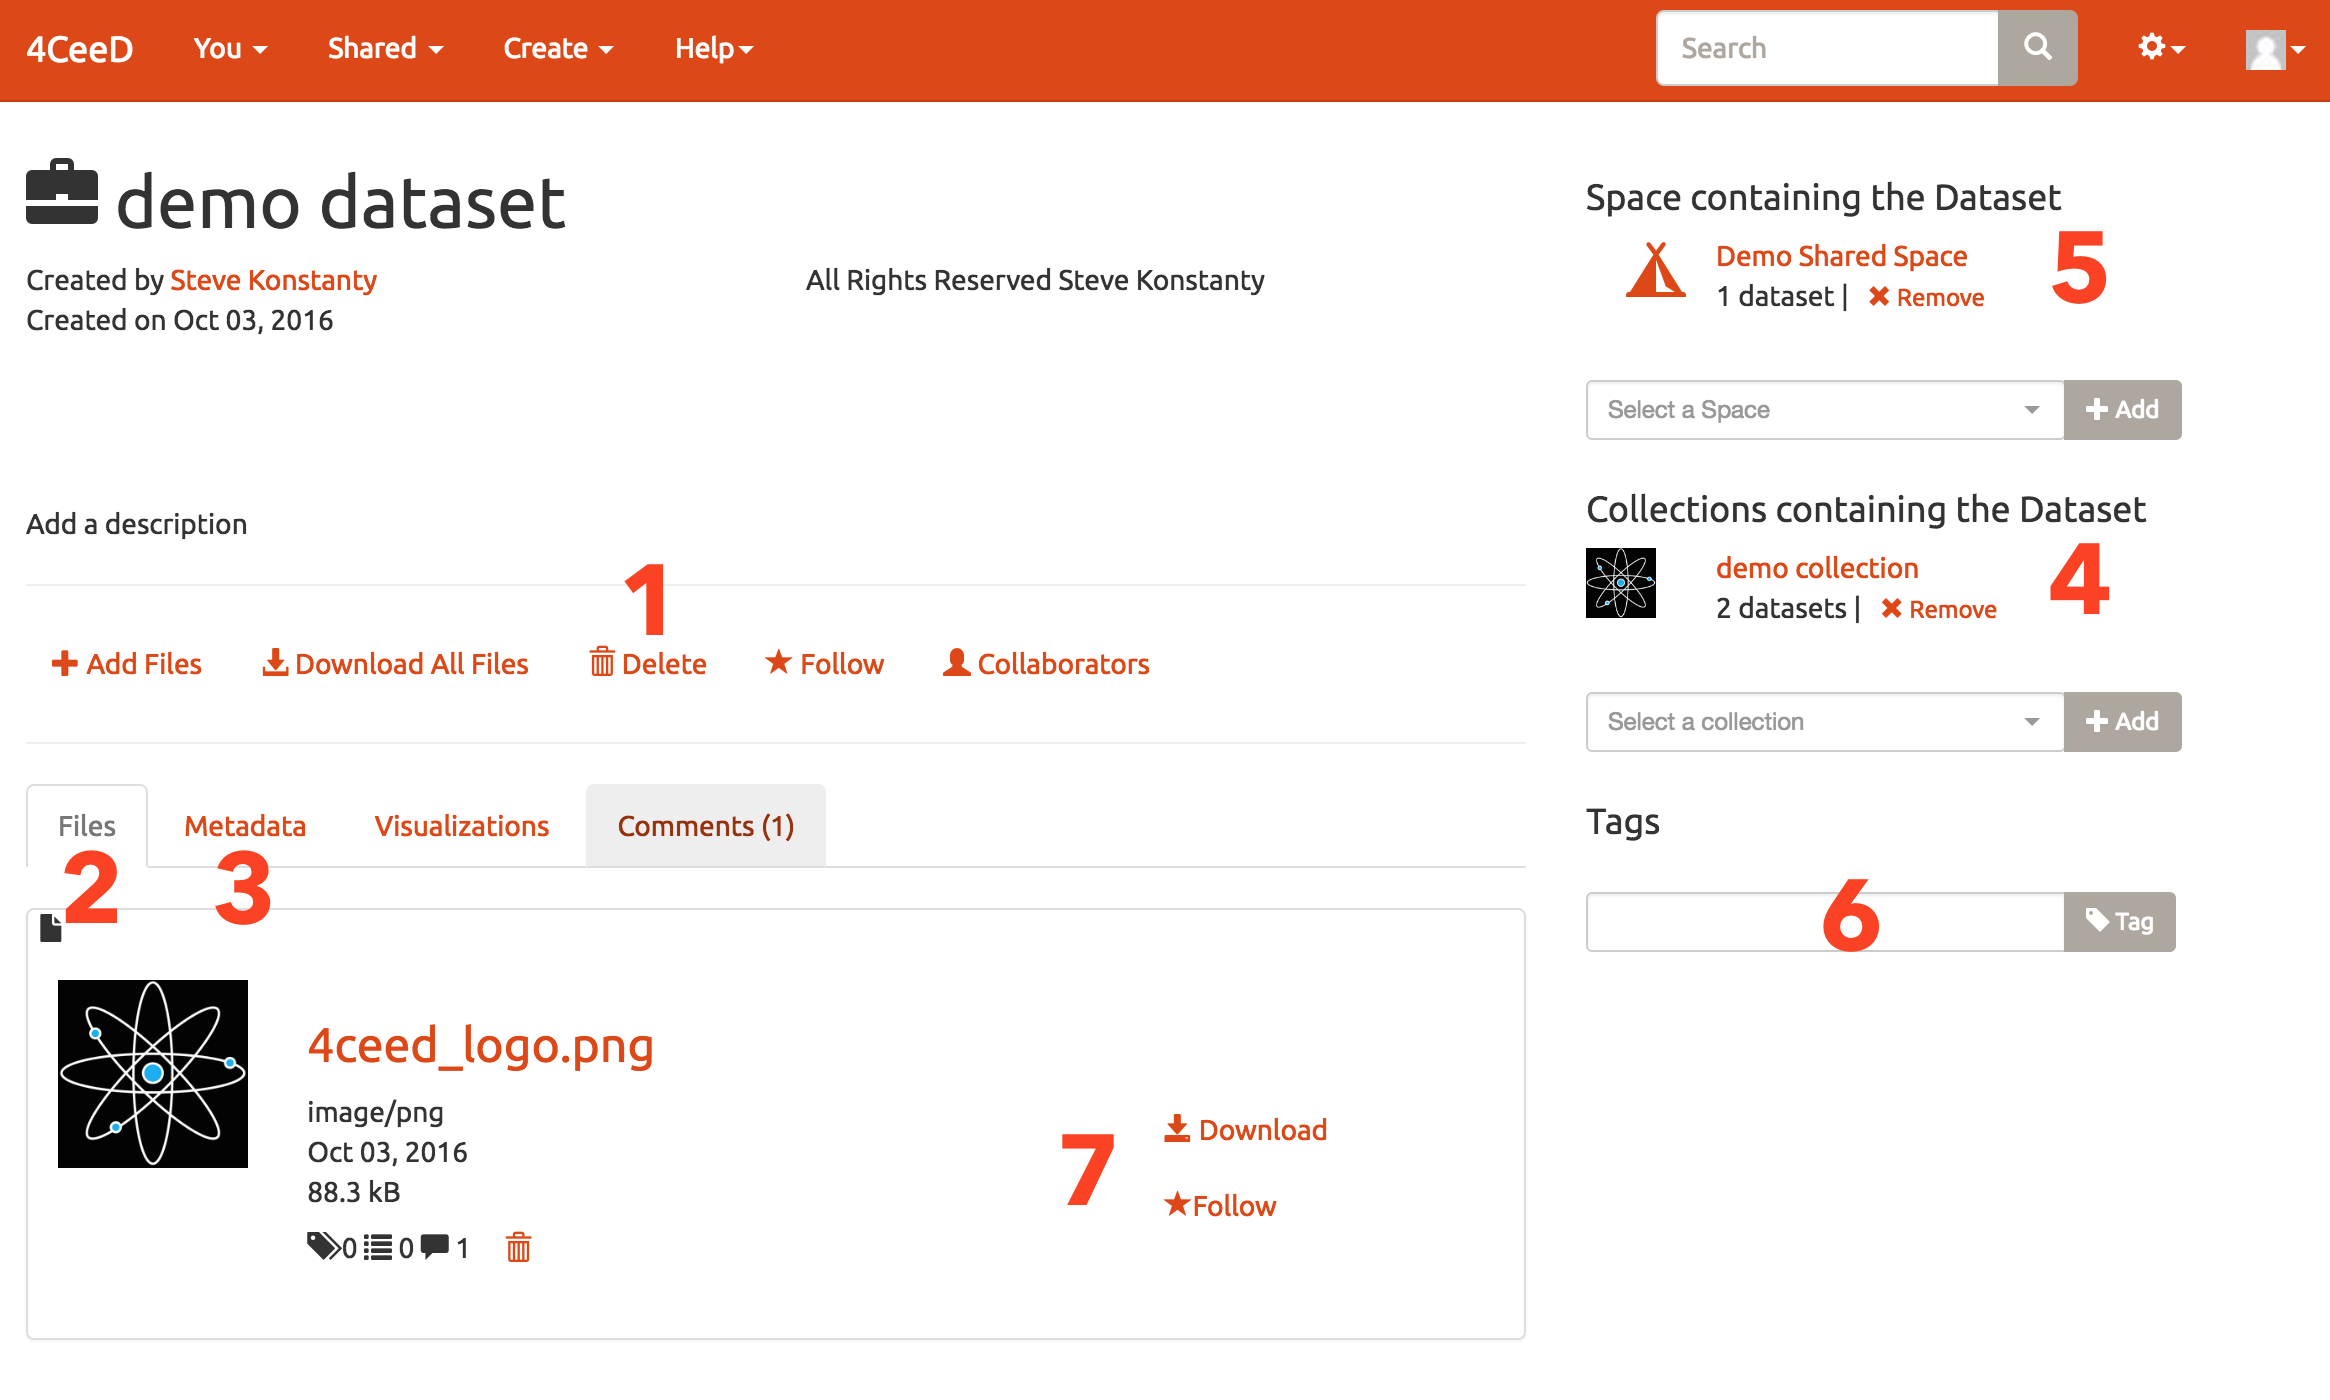 4CeeD You Shared Create Help Search
demo dataset
Created by Steve Konstanty
Created on Oct 03, 2016
All Rights Reserved Steve Konstanty
Add a description
1
Add Files Download All Files Delete Follow Collaborators
Files Metadata Visualizations Comments (1)
2 3
4ceed_logo.png
image/png
Oct 03, 2016
88.3 kB
0 0 1
7
Download
Follow
Space containing the Dataset
Demo Shared Space
1 dataset | Remove
5
Select a Space Add
Collections containing the Dataset
demo collection
2 datasets | Remove
4
Select a collection Add
Tags
6
Tag